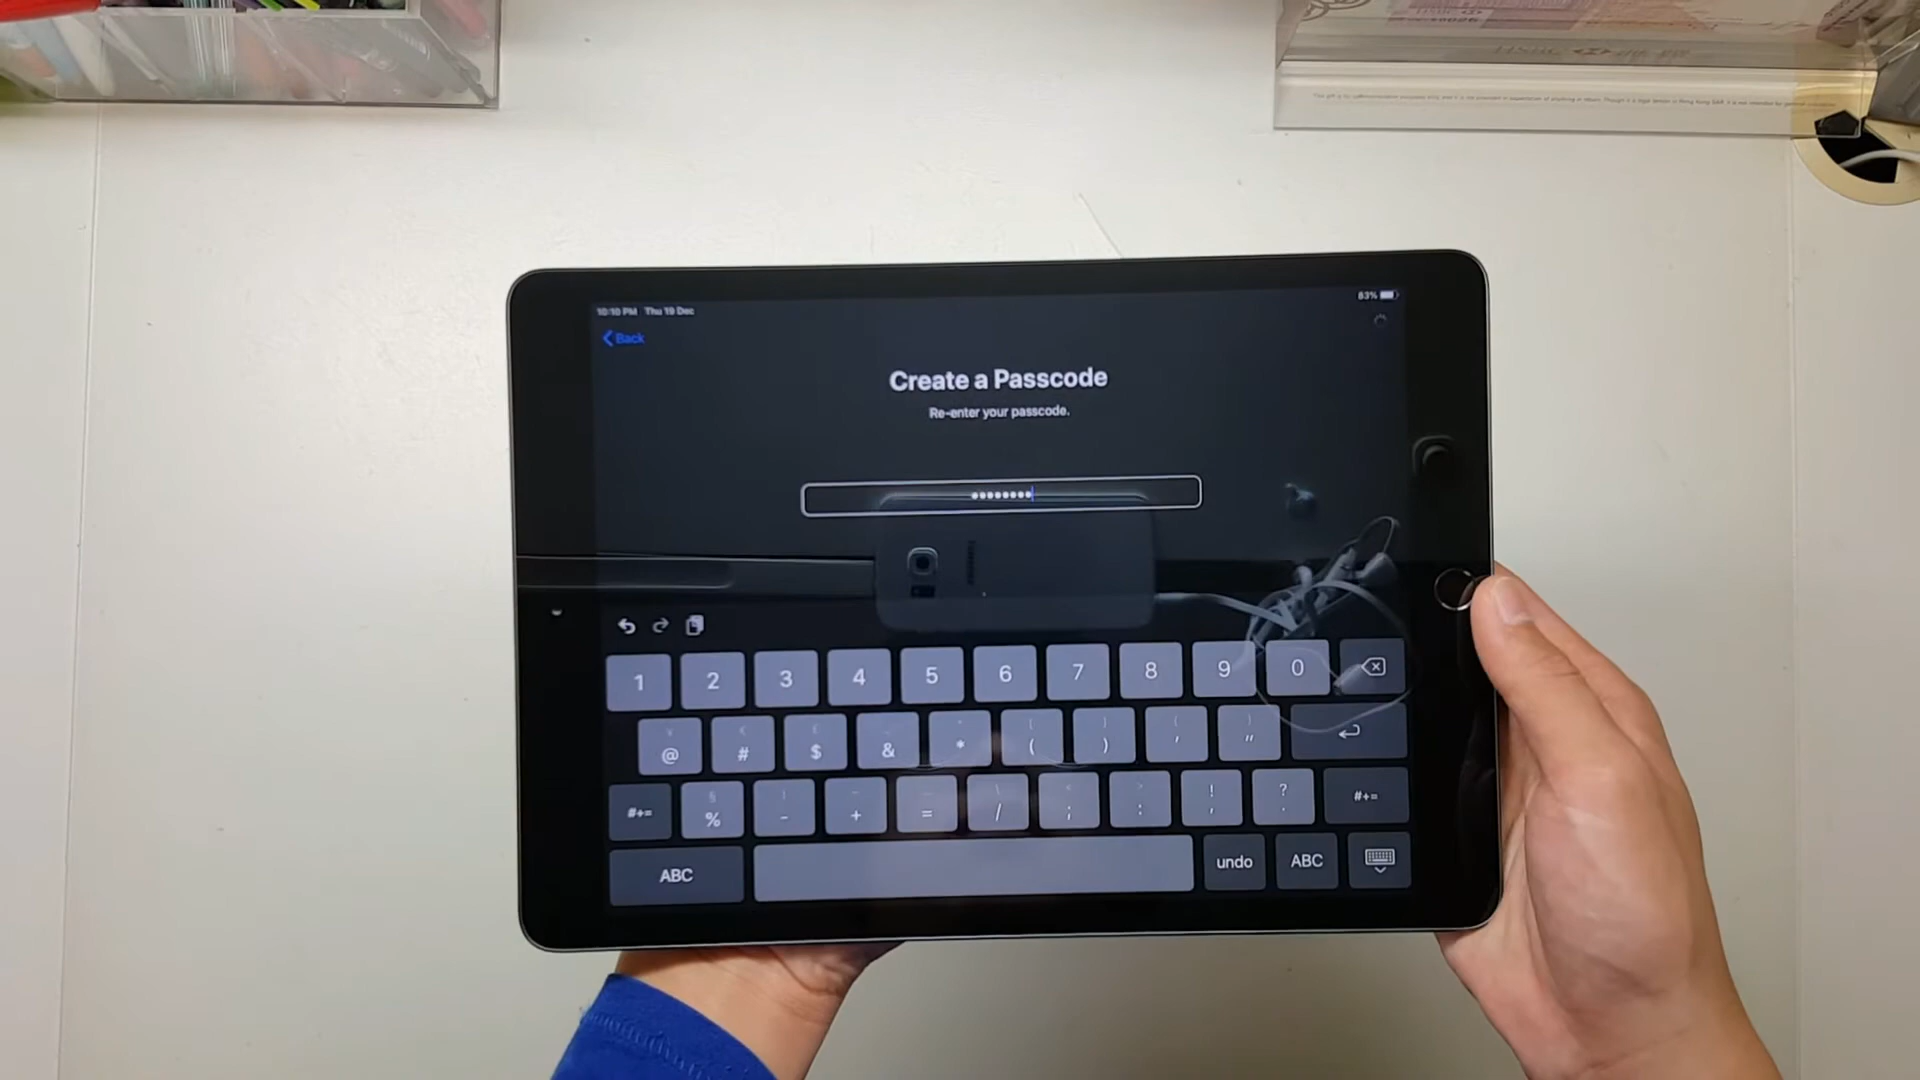 10:10 PM Thu 19 Dec
83%
Back
Create a Passcode
Re-enter your passcode.
1 2 3 4 5 6 7 8 9 0
@ # $ & * ( ) ' "
#+= % - + = / ; : ! , ? . #+=
ABC undo ABC